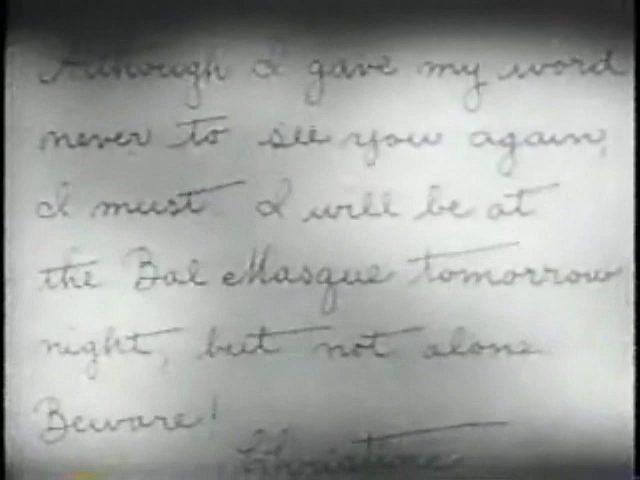 Although I gave my word
never to see you again,
I must. I will be at
the Bal Masque tomorrow
night, but not alone.
Beware!
Christine